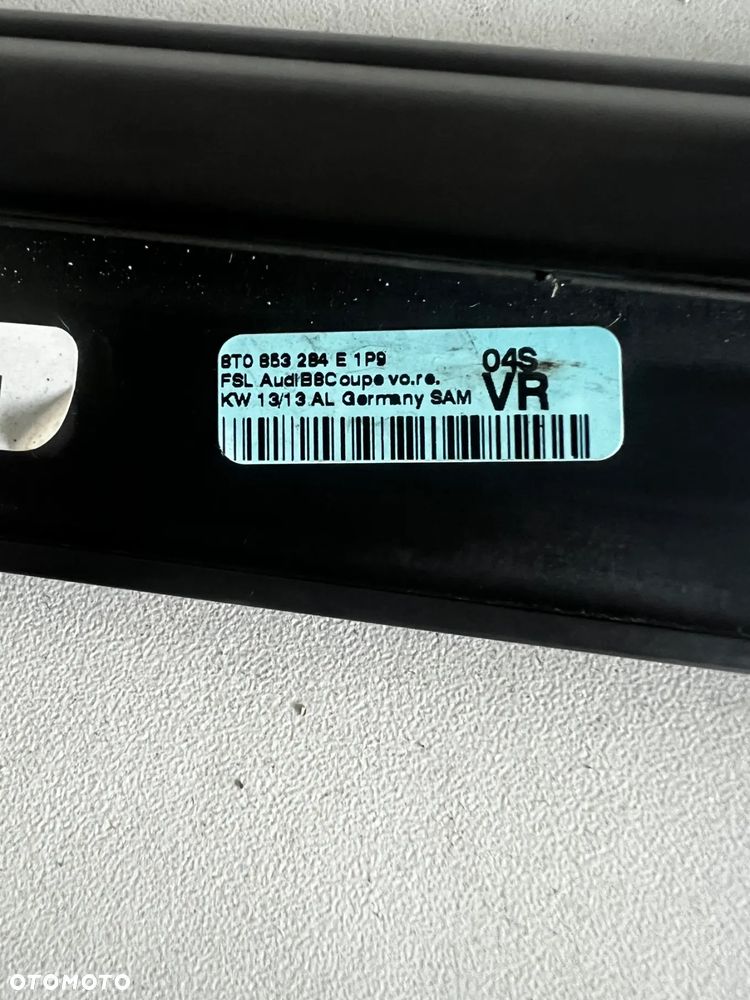 8T0 853 284 E 1P9
04S
FSL AudiB8Coupe vo.re.
KW 13/13 AL Germany SAM
VR
OTOMOTO